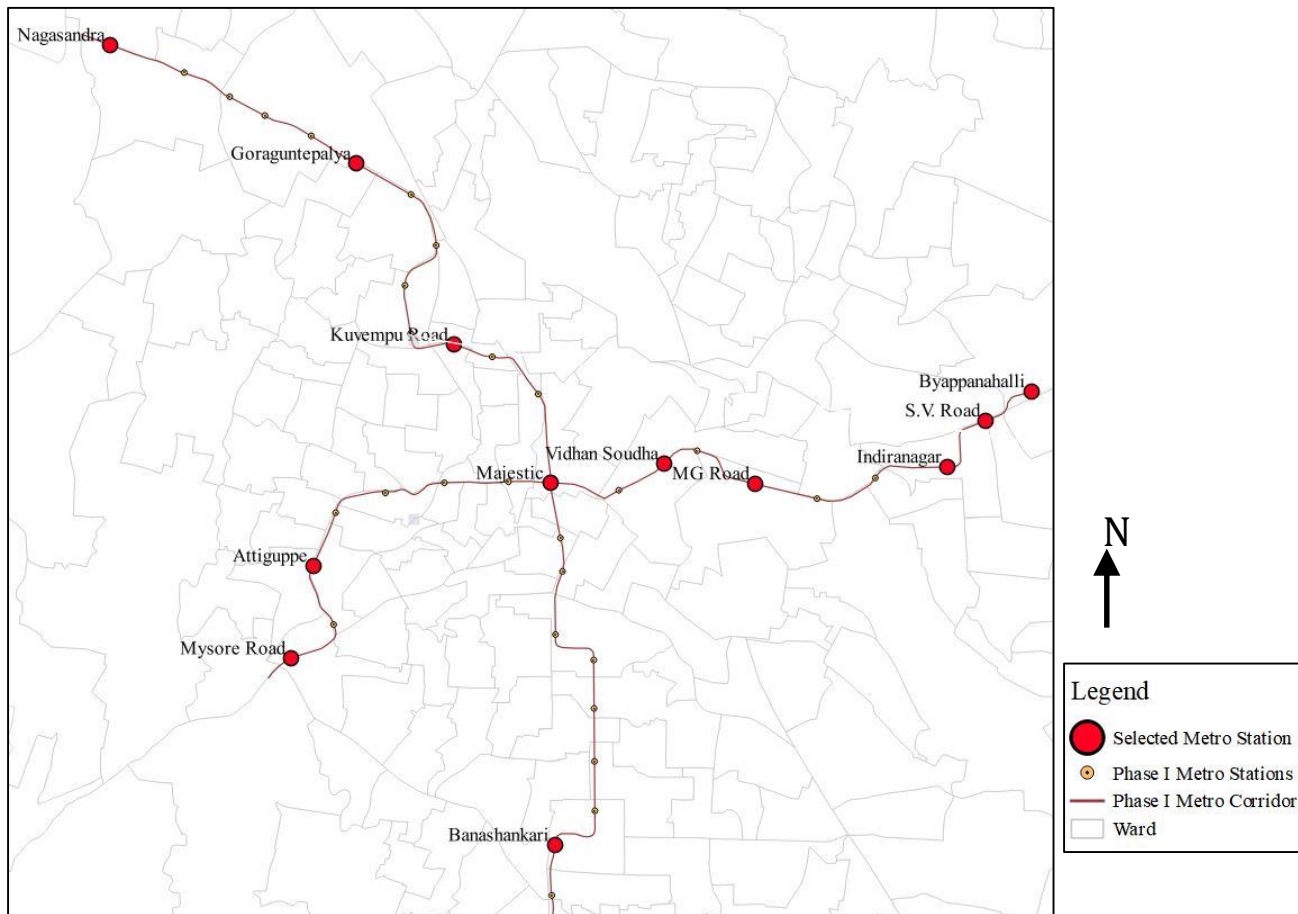 Nagasandra
Goraguntepalya
Kuvempu Road
Byappanahalli
S.V. Road
Vidhan Soudha
Indiranagar
Majestic
MG Road
Attiguppe
Mysore Road
Banashankari
N
Legend
Selected Metro Station
Phase I Metro Stations
Phase I Metro Corridor
Ward